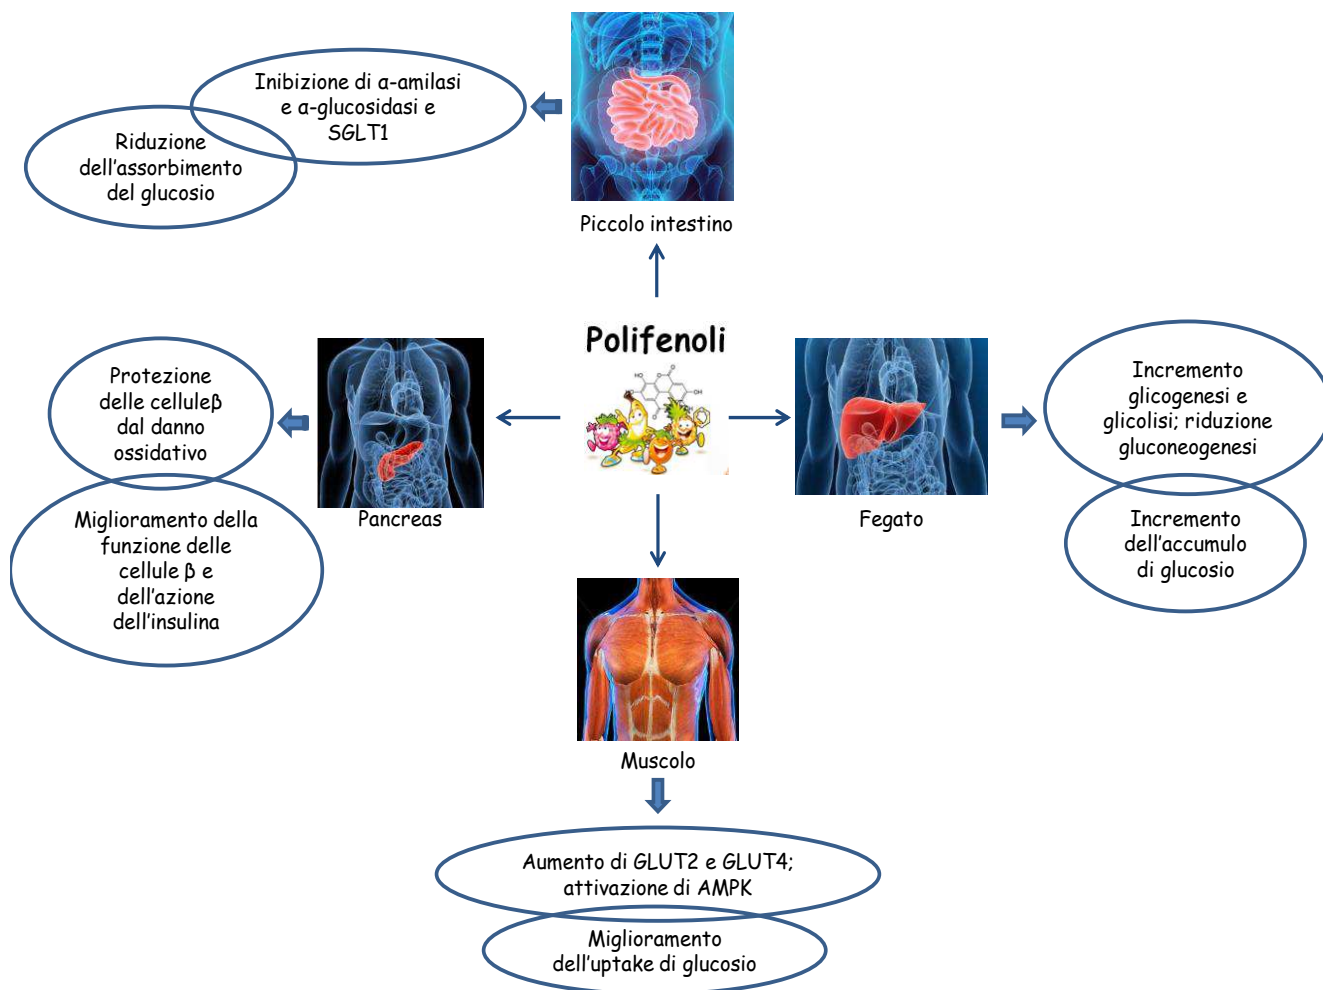 Inibizione di α-amilasi
e α-glucosidasi e
SGLT1
Riduzione
dell'assorbimento
del glucosio
Piccolo intestino
Polifenoli
Protezione
delle celluleβ
dal danno
ossidativo
Miglioramento della
funzione delle
cellule β e
dell'azione
dell'insulina
Pancreas
Fegato
Incremento
glicogenesi e
glicolisi; riduzione
gluconeogenesi
Incremento
dell'accumulo
di glucosio
Muscolo
Aumento di GLUT2 e GLUT4;
attivazione di AMPK
Miglioramento
dell'uptake di glucosio